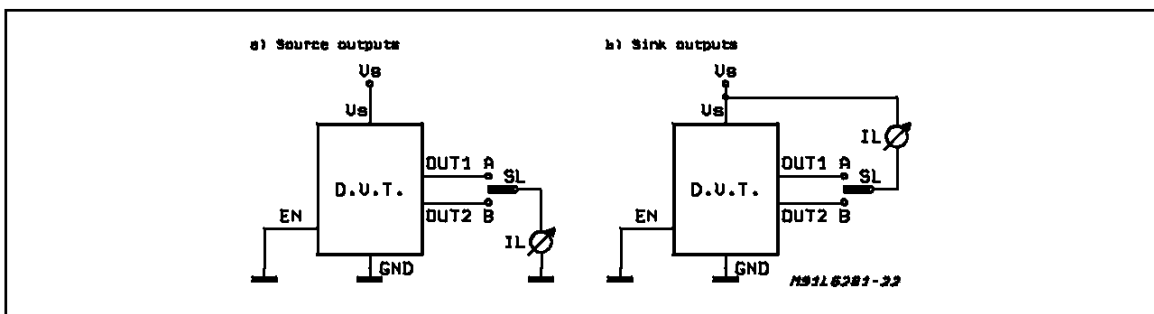 a) Source outputs
Vs
Vs
OUT1 A
SL
D.U.T.
OUT2 B
EN
IL
GND
b) Sink outputs
Vs
Vs
IL
OUT1 A
SL
D.U.T.
OUT2 B
EN
GND
M91L6201-22